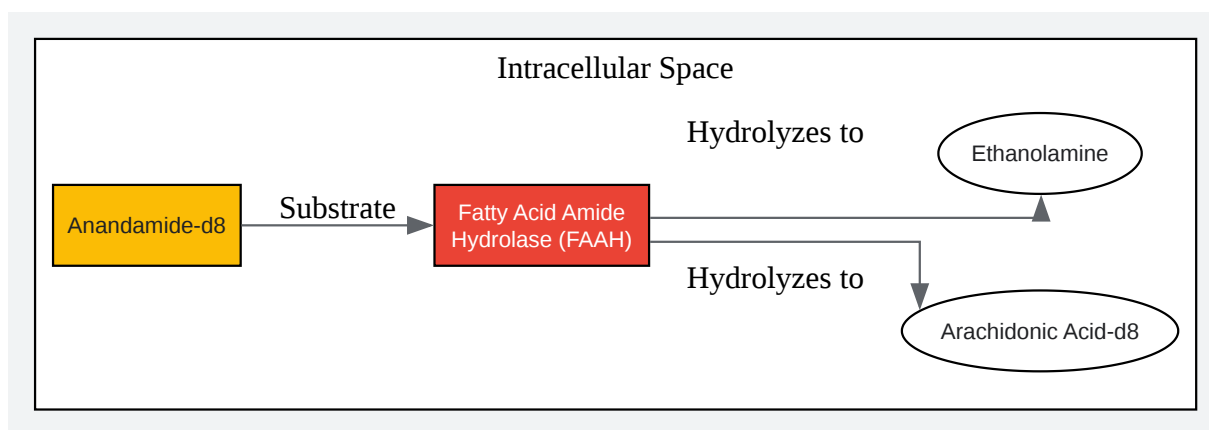 Intracellular Space
Hydrolyzes to
Ethanolamine
Anandamide-d8
Substrate
Fatty Acid Amide
Hydrolase (FAAH)
Hydrolyzes to
Arachidonic Acid-d8